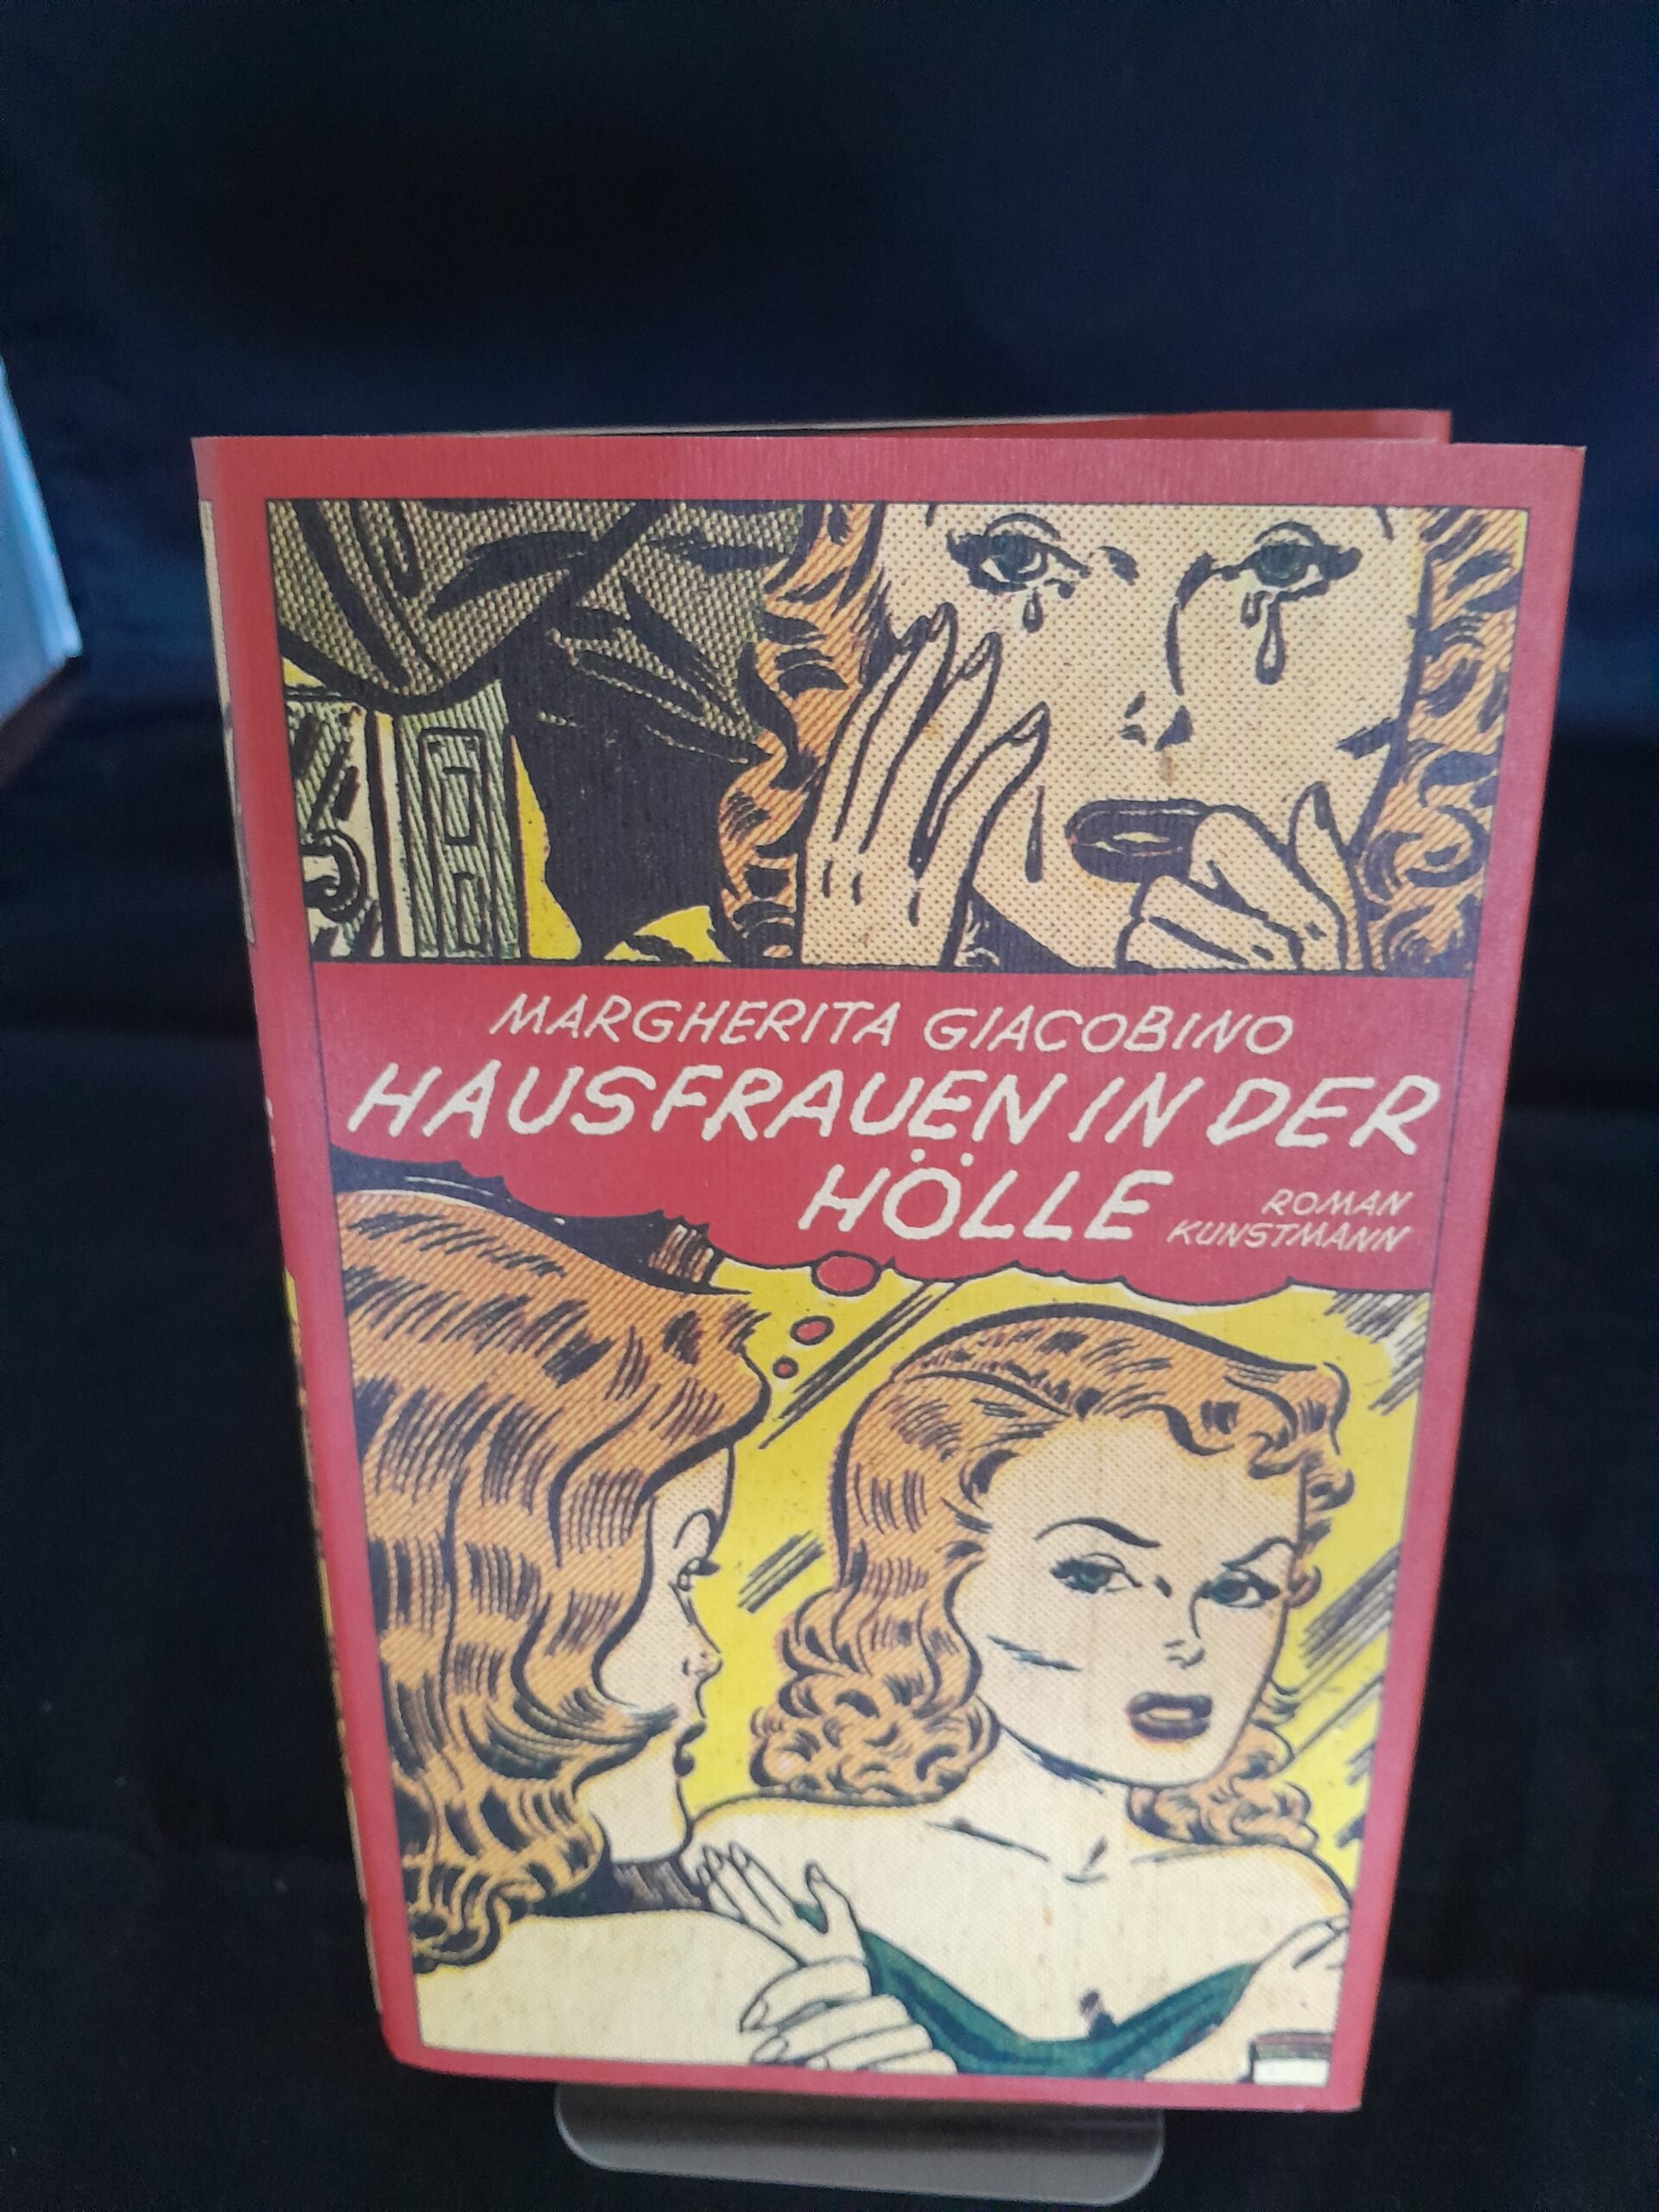 MARGHERITA GIACOBINO
HAUSFRAUEN IN DER
HÖLLE
ROMAN
KUNSTMANN